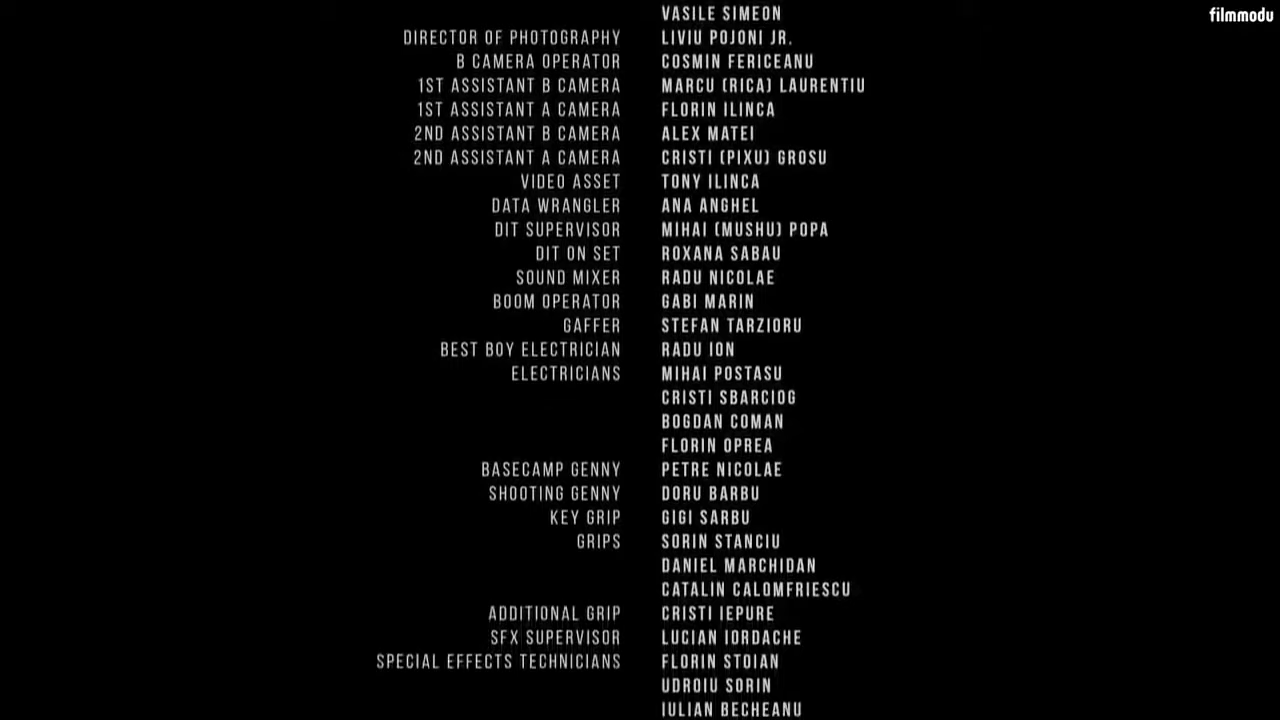 filmmodu
VASILE SIMEON
DIRECTOR OF PHOTOGRAPHY LIVIU POJONI JR.
B CAMERA OPERATOR COSMIN FERICEANU
1ST ASSISTANT B CAMERA MARCU (RICA) LAURENTIU
1ST ASSISTANT A CAMERA FLORIN ILINCA
2ND ASSISTANT B CAMERA ALEX MATEI
2ND ASSISTANT A CAMERA CRISTI (PIXU) GROSU
VIDEO ASSET TONY ILINCA
DATA WRANGLER ANA ANGHEL
DIT SUPERVISOR MIHAI (MUSHU) POPA
DIT ON SET ROXANA SABAU
SOUND MIXER RADU NICOLAE
BOOM OPERATOR GABI MARIN
GAFFER STEFAN TARZIORU
BEST BOY ELECTRICIAN RADU ION
ELECTRICIANS MIHAI POSTASU
CRISTI SBARCIOG
BOGDAN COMAN
FLORIN OPREA
BASECAMP GENNY PETRE NICOLAE
SHOOTING GENNY DORU BARBU
KEY GRIP GIGI SARBU
GRIPS SORIN STANCIU
DANIEL MARCHIDAN
CATALIN CALOMFRIESCU
ADDITIONAL GRIP CRISTI IEPURE
SFX SUPERVISOR LUCIAN IORDACHE
SPECIAL EFFECTS TECHNICIANS FLORIN STOIAN
UDROIU SORIN
IULIAN BECHEANU